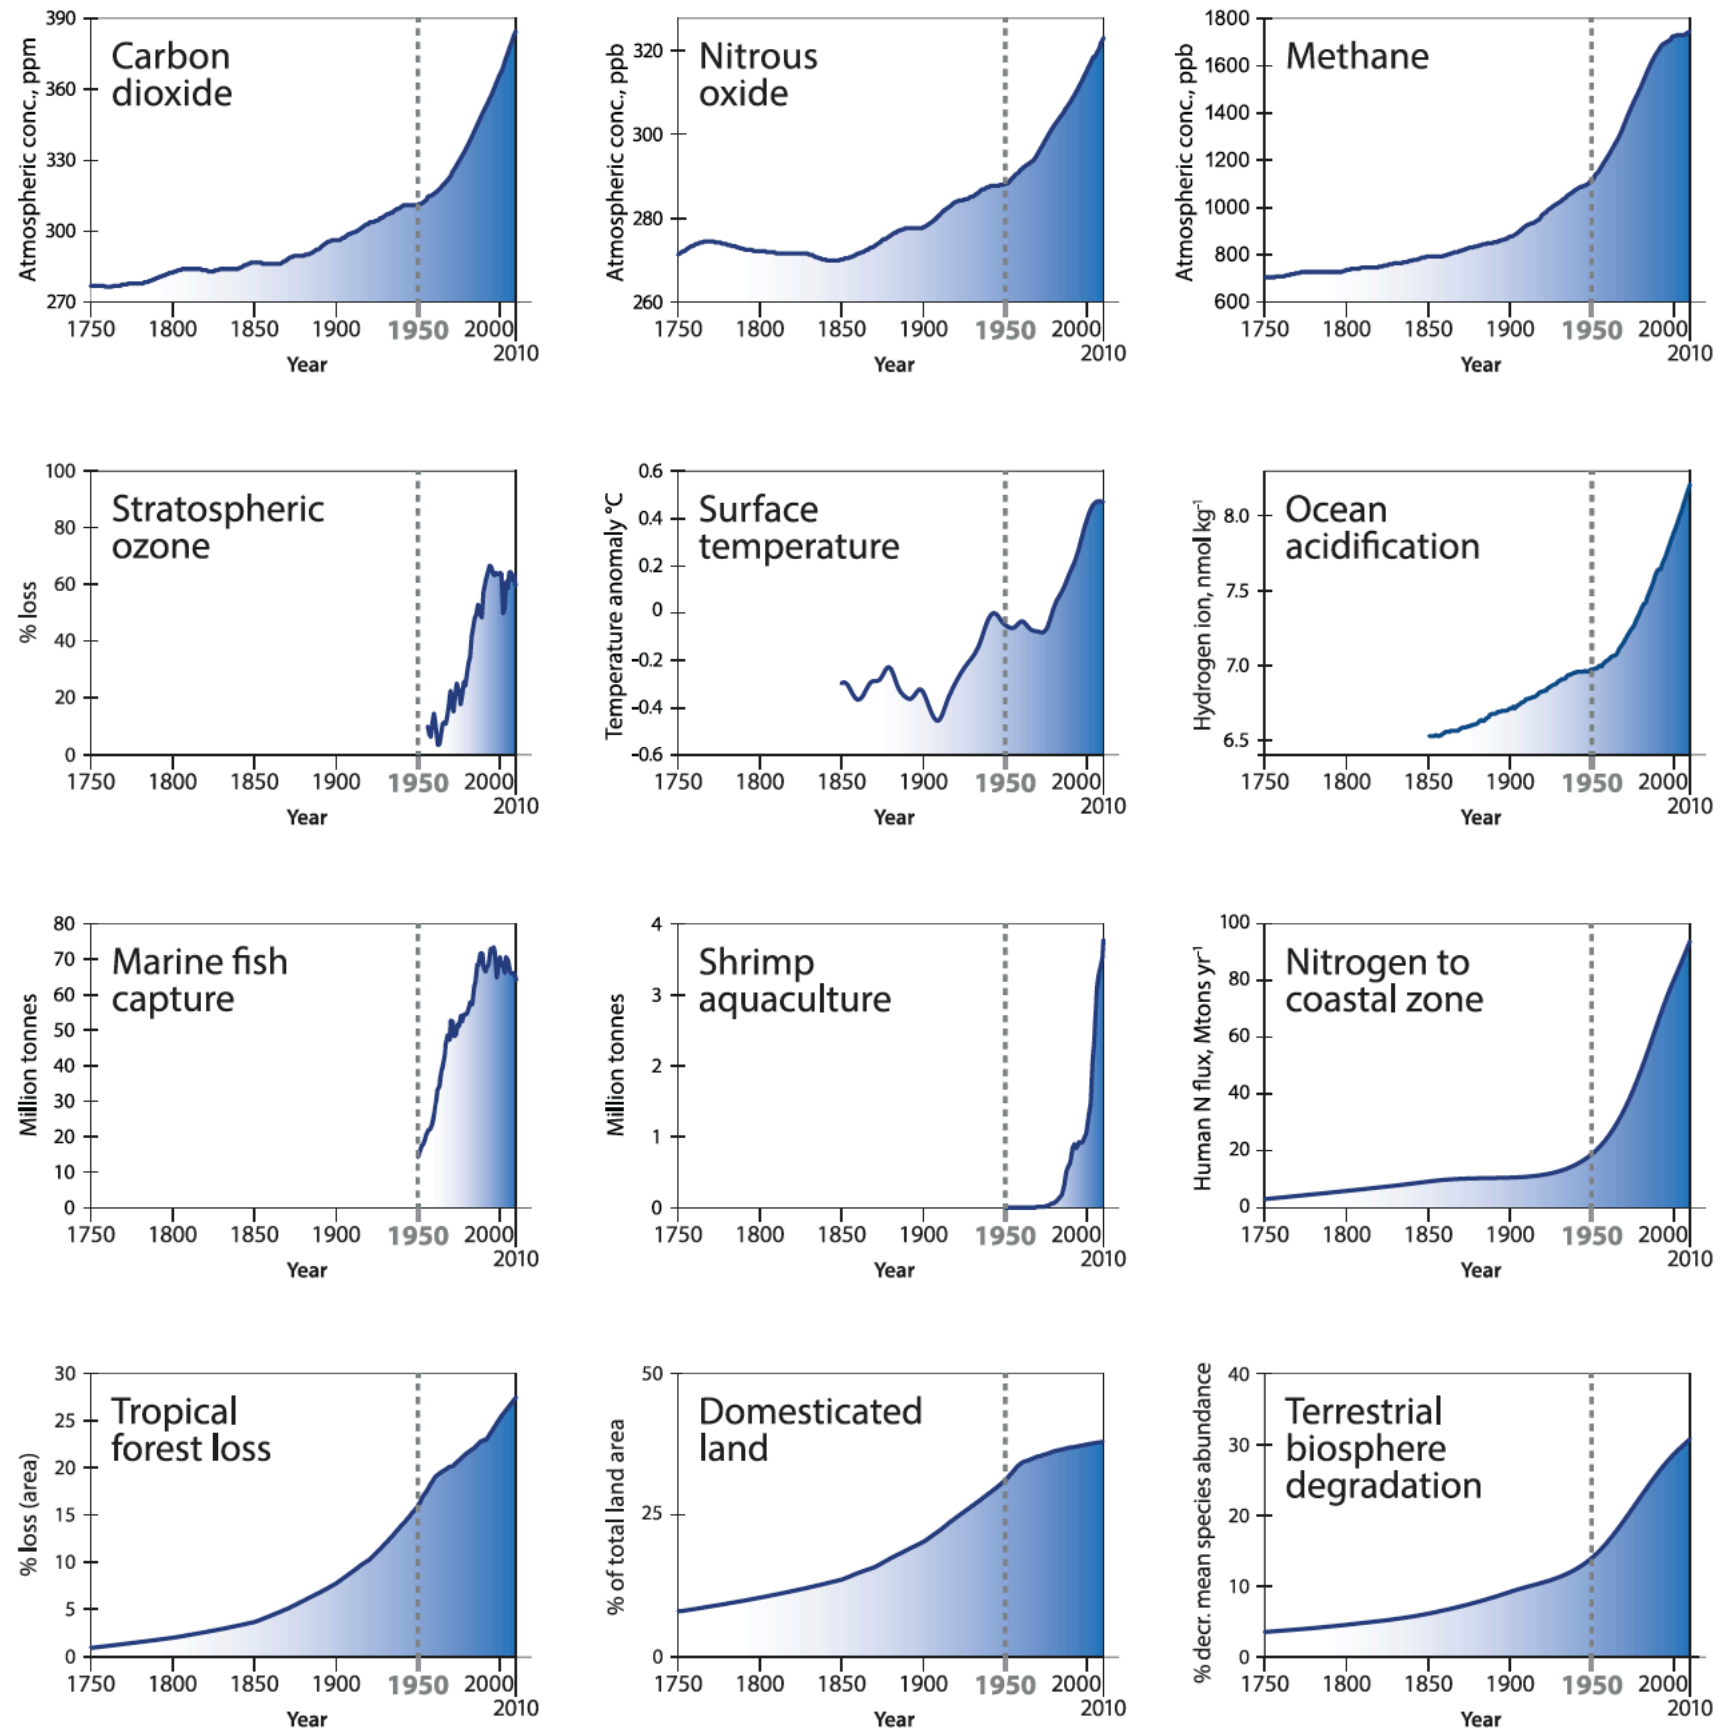 Carbon
dioxide
Atmospheric conc., ppm
390
360
330
300
270
1750 1800 1850 1900 1950 2000
2010
Year
Nitrous
oxide
Atmospheric conc., ppb
320
300
280
260
1750 1800 1850 1900 1950 2000
2010
Year
Methane
Atmospheric conc., ppb
1800
1600
1400
1200
1000
800
600
1750 1800 1850 1900 1950 2000
2010
Year
Stratospheric
ozone
% loss
100
80
60
40
20
0
1750 1800 1850 1900 1950 2000
2010
Year
Surface
temperature
Temperature anomaly °C
0.6
0.4
0.2
0
-0.2
-0.4
-0.6
1750 1800 1850 1900 1950 2000
2010
Year
Ocean
acidification
Hydrogen ion, nmol kg⁻¹
8.0
7.5
7.0
6.5
1750 1800 1850 1900 1950 2000
2010
Year
Marine fish
capture
Million tonnes
80
70
60
50
40
30
20
10
0
1750 1800 1850 1900 1950 2000
2010
Year
Shrimp
aquaculture
Million tonnes
4
3
2
1
0
1750 1800 1850 1900 1950 2000
2010
Year
Nitrogen to
coastal zone
Human N flux, Mtons yr⁻¹
100
80
60
40
20
0
1750 1800 1850 1900 1950 2000
2010
Year
Tropical
forest loss
% loss (area)
30
25
20
15
10
5
0
1750 1800 1850 1900 1950 2000
2010
Year
Domesticated
land
% of total land area
50
25
0
1750 1800 1850 1900 1950 2000
2010
Year
Terrestrial
biosphere
degradation
% decr. mean species abundance
40
30
20
10
0
1750 1800 1850 1900 1950 2000
2010
Year